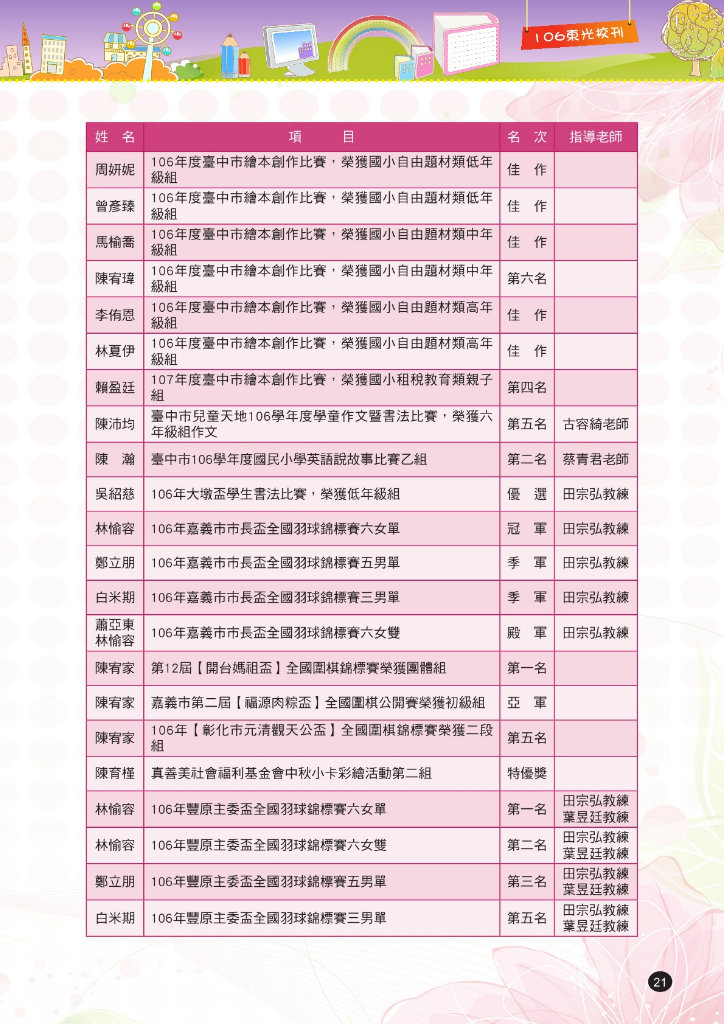 106東光校刊
姓　名　項　目　名　次　指導老師
周妍妮　106年度臺中市繪本創作比賽，榮獲國小自由題材類低年
級組　佳　作
曾彥臻　106年度臺中市繪本創作比賽，榮獲國小自由題材類低年
級組　佳　作
馬榆喬　106年度臺中市繪本創作比賽，榮獲國小自由題材類中年
級組　佳　作
陳宥瑋　106年度臺中市繪本創作比賽，榮獲國小自由題材類中年
級組　第六名
李侑恩　106年度臺中市繪本創作比賽，榮獲國小自由題材類高年
級組　佳　作
林夏伊　106年度臺中市繪本創作比賽，榮獲國小自由題材類高年
級組　佳　作
賴盈廷　107年度臺中市繪本創作比賽，榮獲國小租稅教育類親子
組　第四名
陳沛均　臺中市兒童天地106學年度學童作文暨書法比賽，榮獲六
年級組作文　第五名　古容綺老師
陳　瀚　臺中市106學年度國民小學英語說故事比賽乙組　第二名　蔡青君老師
吳紹慈　106年大墩盃學生書法比賽，榮獲低年級組　優　選　田宗弘教練
林愉容　106年嘉義市市長盃全國羽球錦標賽六女單　冠　軍　田宗弘教練
鄭立朋　106年嘉義市市長盃全國羽球錦標賽五男單　季　軍　田宗弘教練
白米期　106年嘉義市市長盃全國羽球錦標賽三男單　季　軍　田宗弘教練
蕭亞東
林愉容　106年嘉義市市長盃全國羽球錦標賽六女雙　殿　軍　田宗弘教練
陳宥家　第12屆【開台媽祖盃】全國圍棋錦標賽榮獲團體組　第一名
陳宥家　嘉義市第二屆【福源肉粽盃】全國圍棋公開賽榮獲初級組　亞　軍
陳宥家　106年【彰化市元清觀天公盃】全國圍棋錦標賽榮獲二段
組　第五名
陳育槿　真善美社會福利基金會中秋小卡彩繪活動第二組　特優獎
林愉容　106年豐原主委盃全國羽球錦標賽六女單　第一名　田宗弘教練
葉昱廷教練
林愉容　106年豐原主委盃全國羽球錦標賽六女雙　第二名　田宗弘教練
葉昱廷教練
鄭立朋　106年豐原主委盃全國羽球錦標賽五男單　第三名　田宗弘教練
葉昱廷教練
白米期　106年豐原主委盃全國羽球錦標賽三男單　第五名　田宗弘教練
葉昱廷教練
21